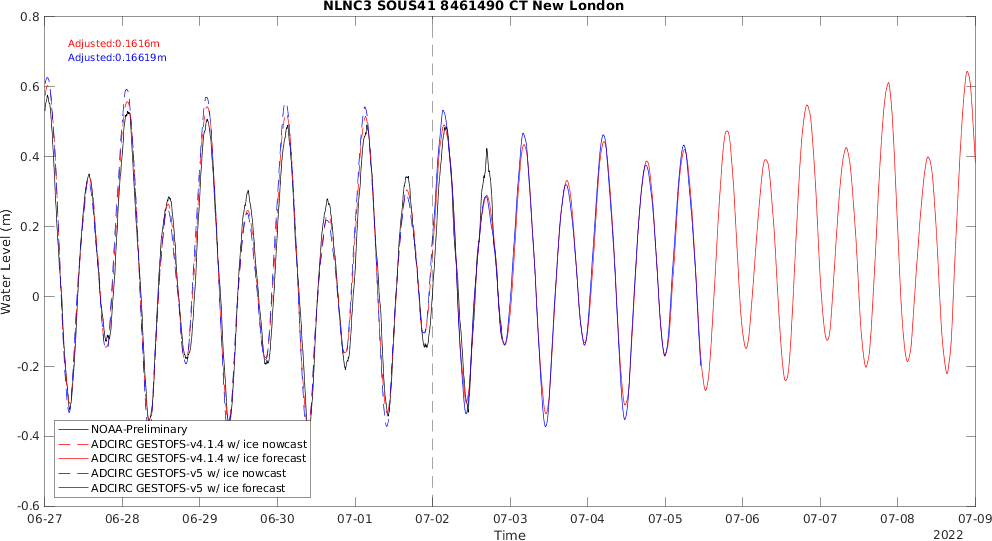 NLNC3 SOUS41 8461490 CT New London
Adjusted:0.1616m
Adjusted:0.16619m
0.8
0.6
0.4
0.2
0
-0.2
-0.4
-0.6
Water Level (m)
NOAA-Preliminary
ADCIRC GESTOFS-v4.1.4 w/ ice nowcast
ADCIRC GESTOFS-v4.1.4 w/ ice forecast
ADCIRC GESTOFS-v5 w/ ice nowcast
ADCIRC GESTOFS-v5 w/ ice forecast
06-27 06-28 06-29 06-30 07-01 07-02 07-03 07-04 07-05 07-06 07-07 07-08 07-09
Time
2022